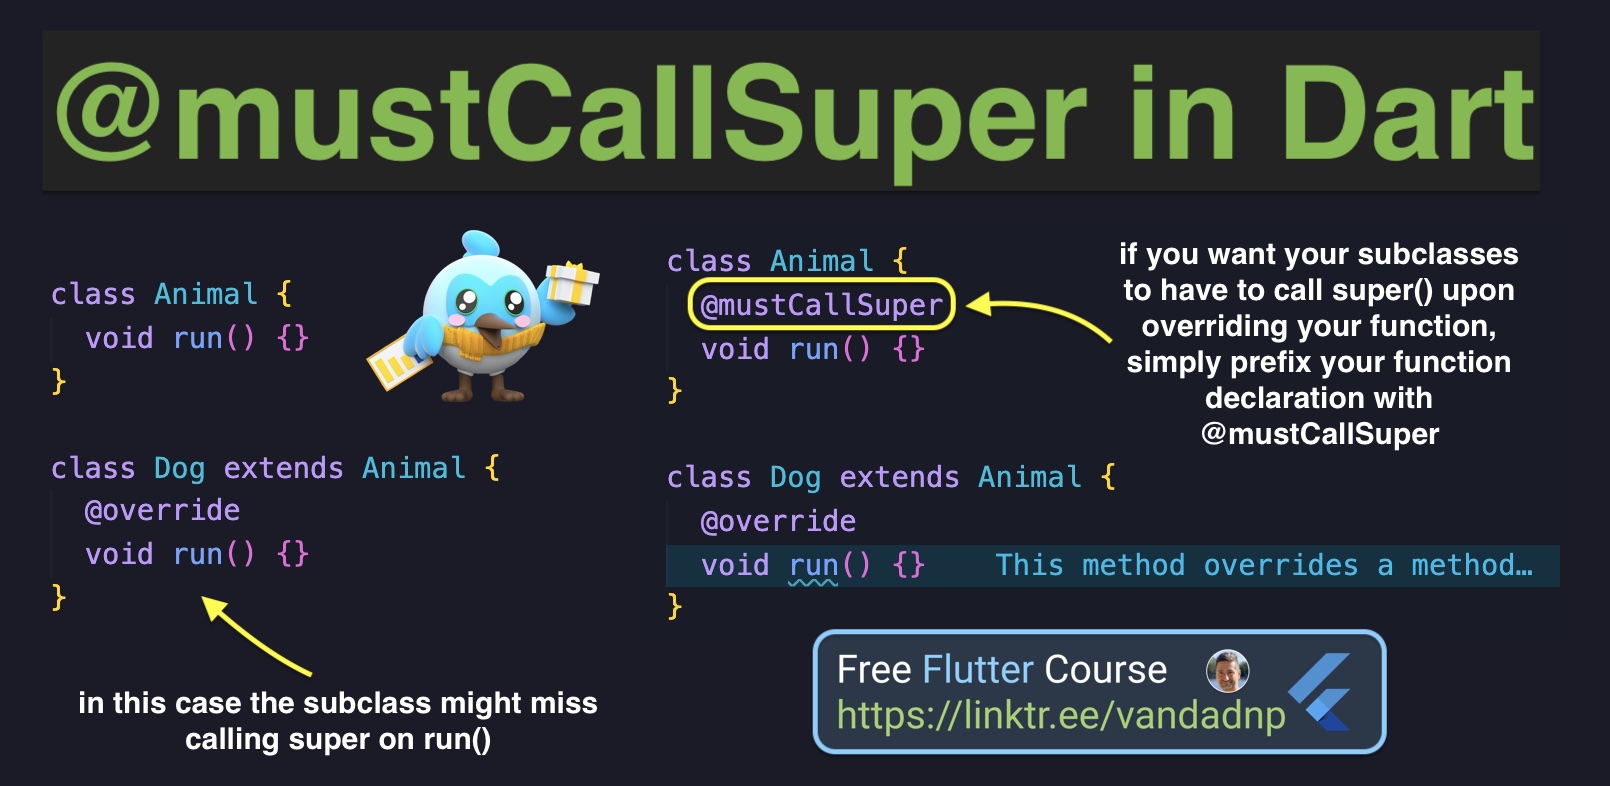 @mustCallSuper in Dart
class Animal {
void run() {}
}
class Dog extends Animal {
@override
void run() {}
}
in this case the subclass might miss
calling super on run()
class Animal {
@mustCallSuper
void run() {}
}
class Dog extends Animal {
@override
void run() {} This method overrides a method…
}
if you want your subclasses
to have to call super() upon
overriding your function,
simply prefix your function
declaration with
@mustCallSuper
Free Flutter Course
https://linktr.ee/vandadnp